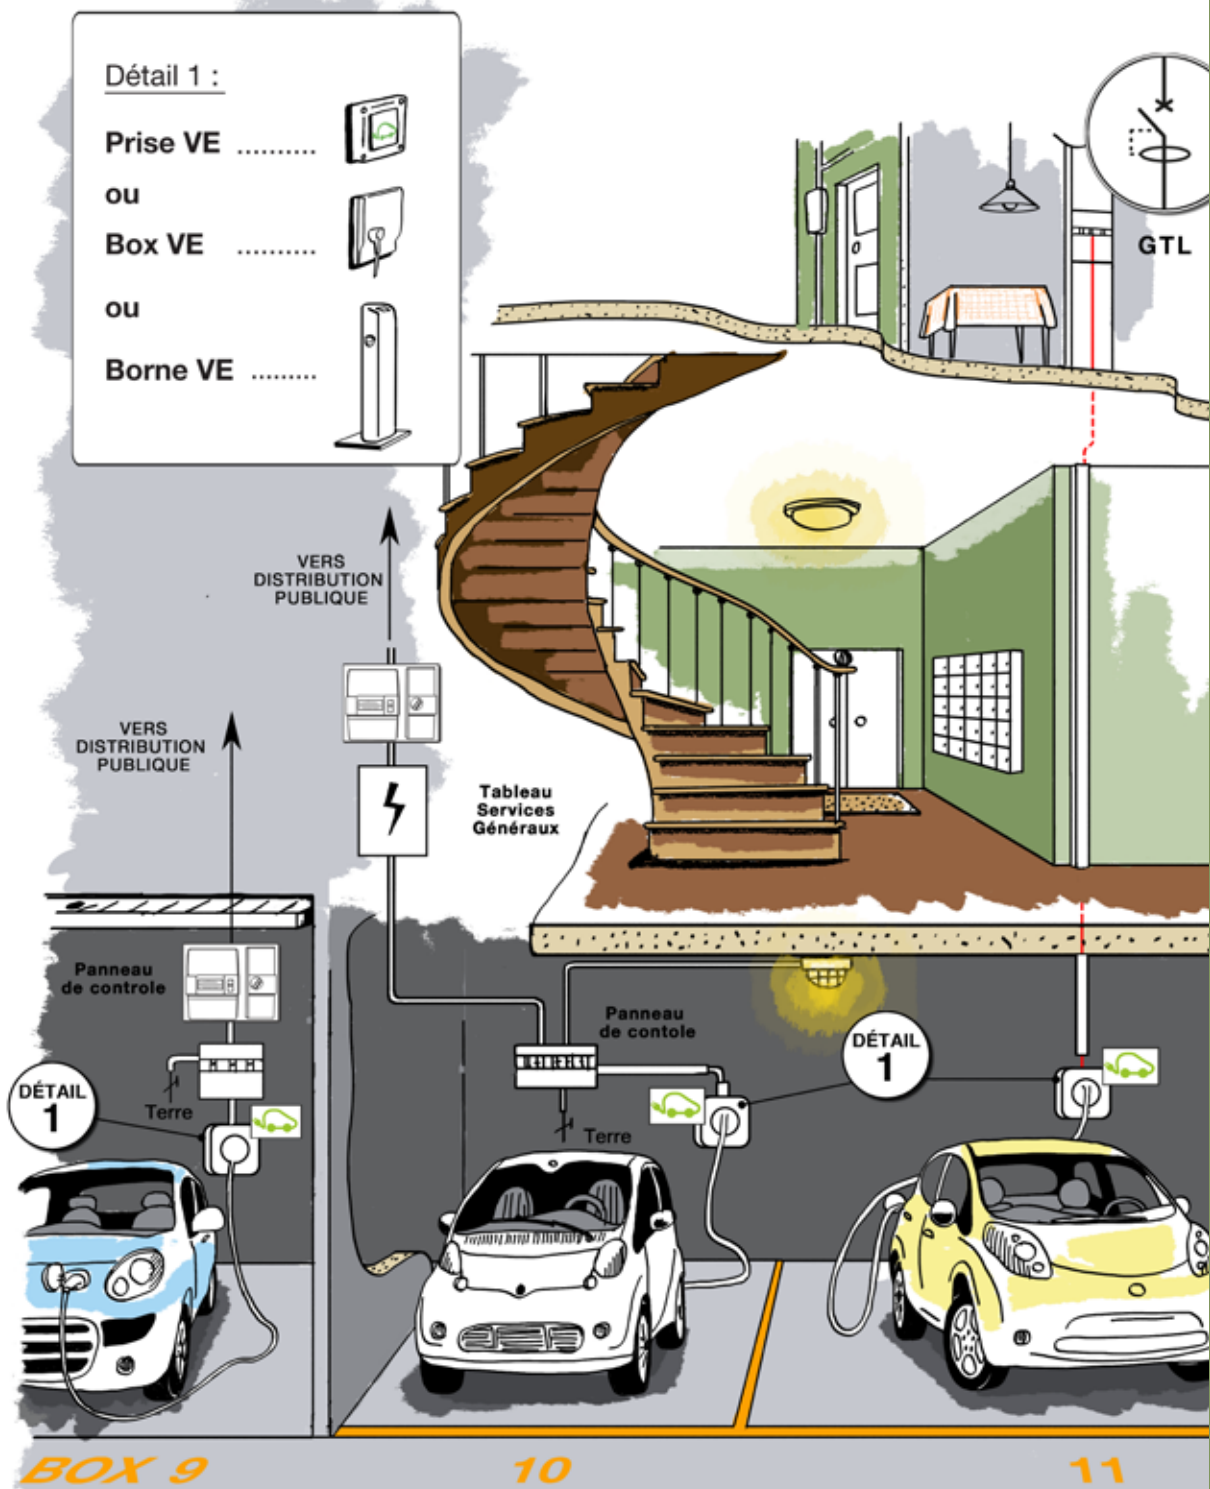 Détail 1 :
Prise VE ..........
ou
Box VE ..........
ou
Borne VE .........
GTL
VERS
DISTRIBUTION
PUBLIQUE
VERS
DISTRIBUTION
PUBLIQUE
Tableau
Services
Généraux
Panneau
de controle
Panneau
de contole
DÉTAIL
1
DÉTAIL
1
Terre
Terre
BOX 9
10
11